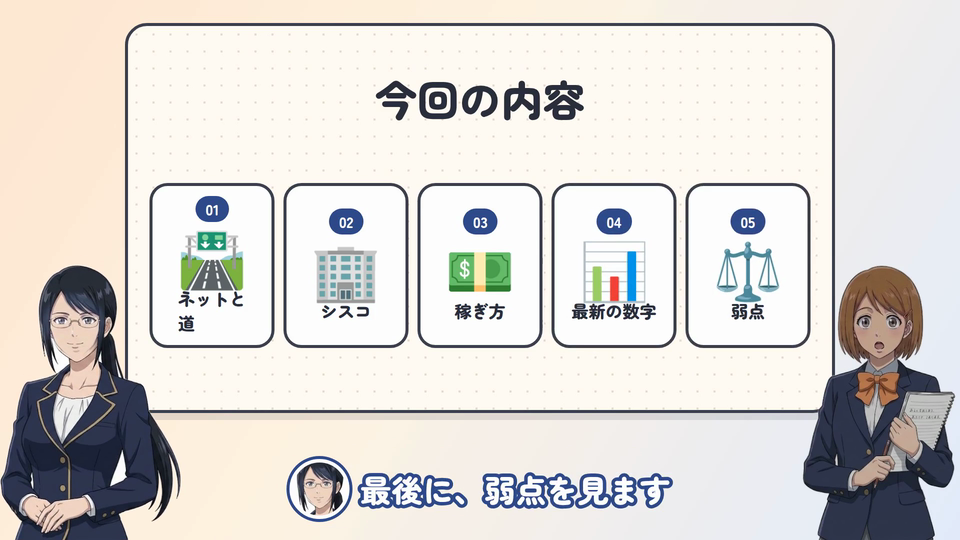 今回の内容
01
ネットと
道
02
シスコ
03
稼ぎ方
04
最新の数字
05
弱点
最後に、弱点を見ます